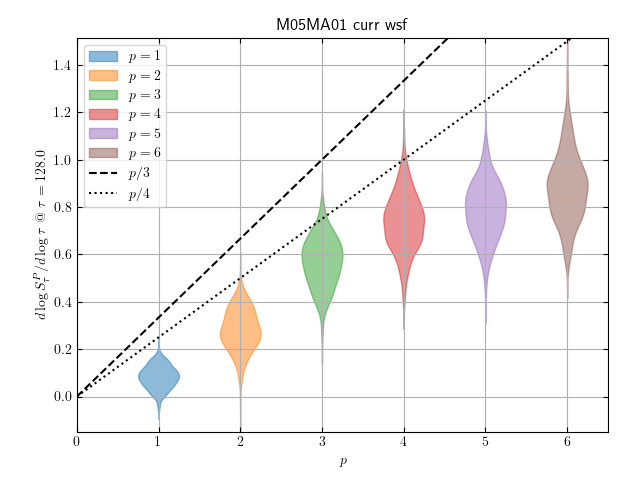 M05MA01 curr wsf
p = 1
p = 2
p = 3
p = 4
p = 5
p = 6
p/3
p/4
d log S_τ^P / d log τ @ τ = 128.0
1.4
1.2
1.0
0.8
0.6
0.4
0.2
0.0
0 1 2 3 4 5 6
p